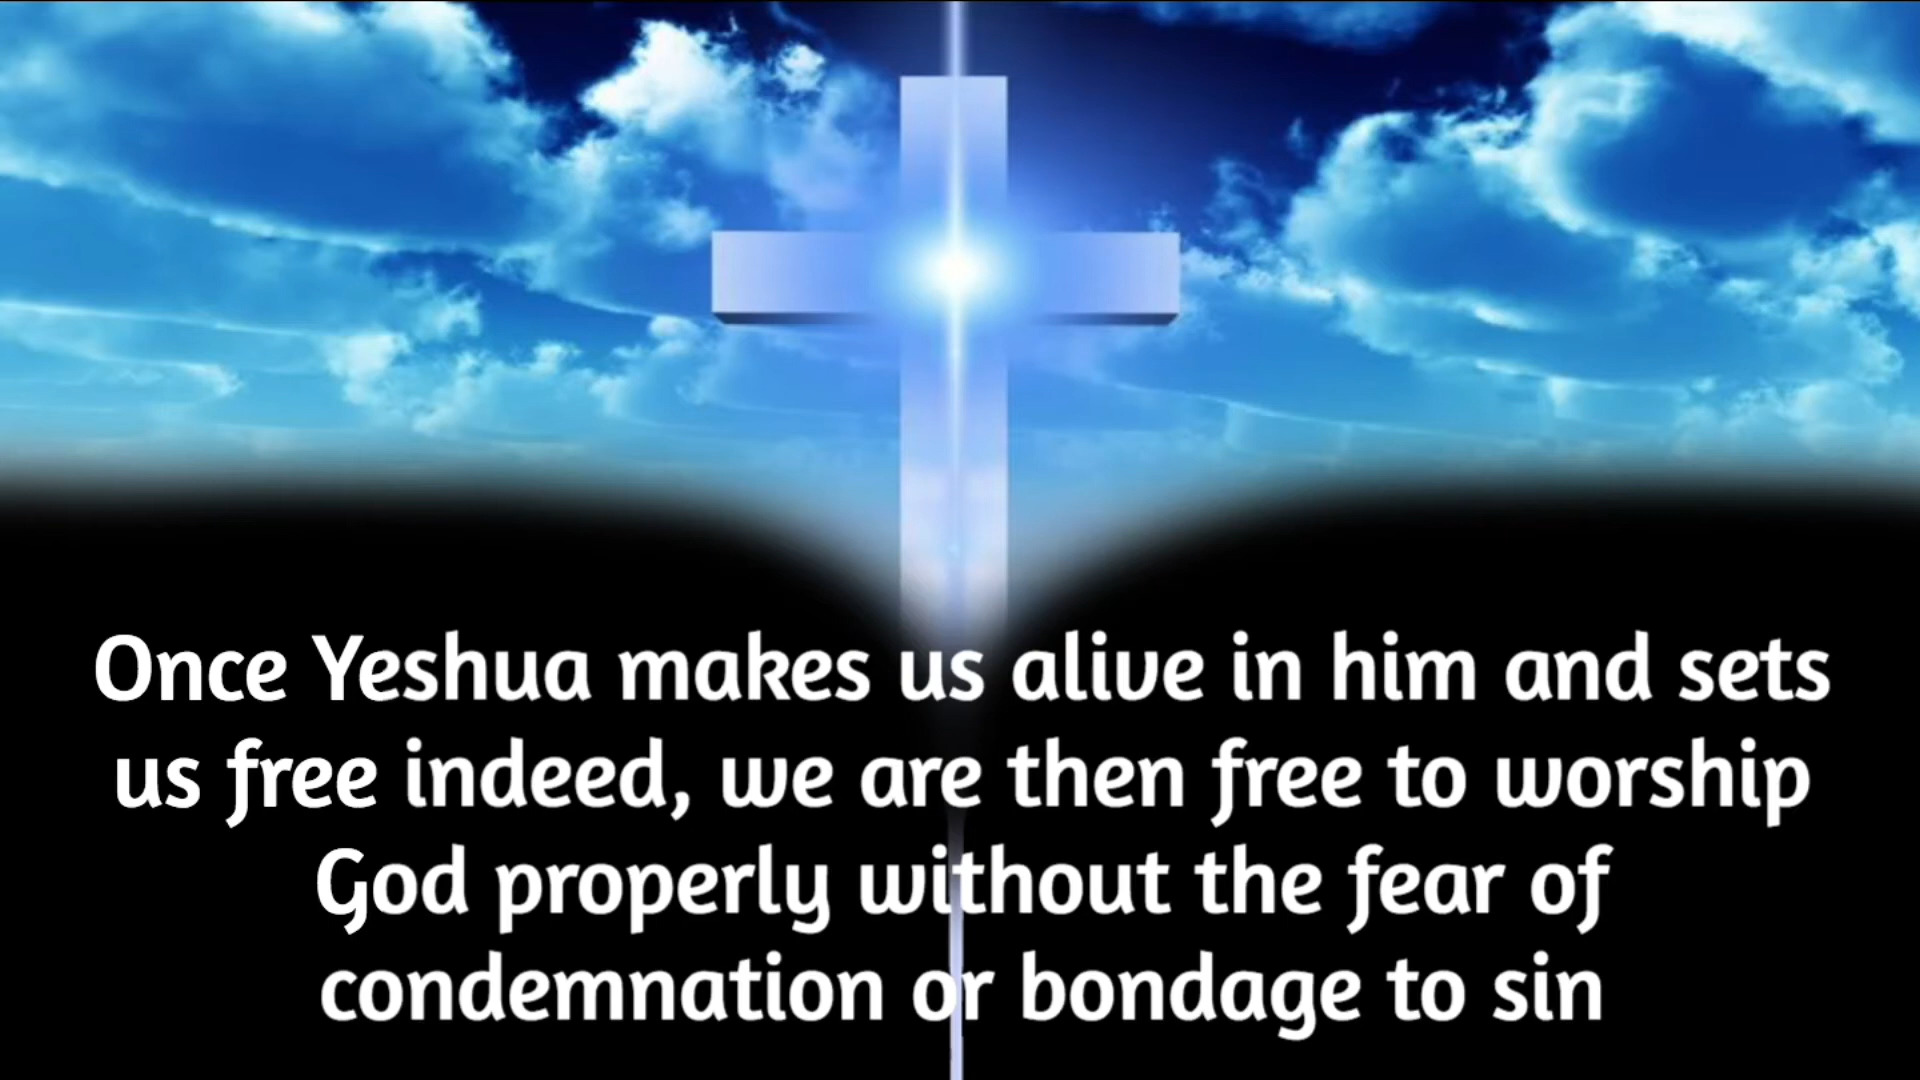 Once Yeshua makes us alive in him and sets
us free indeed, we are then free to worship
God properly without the fear of
condemnation or bondage to sin